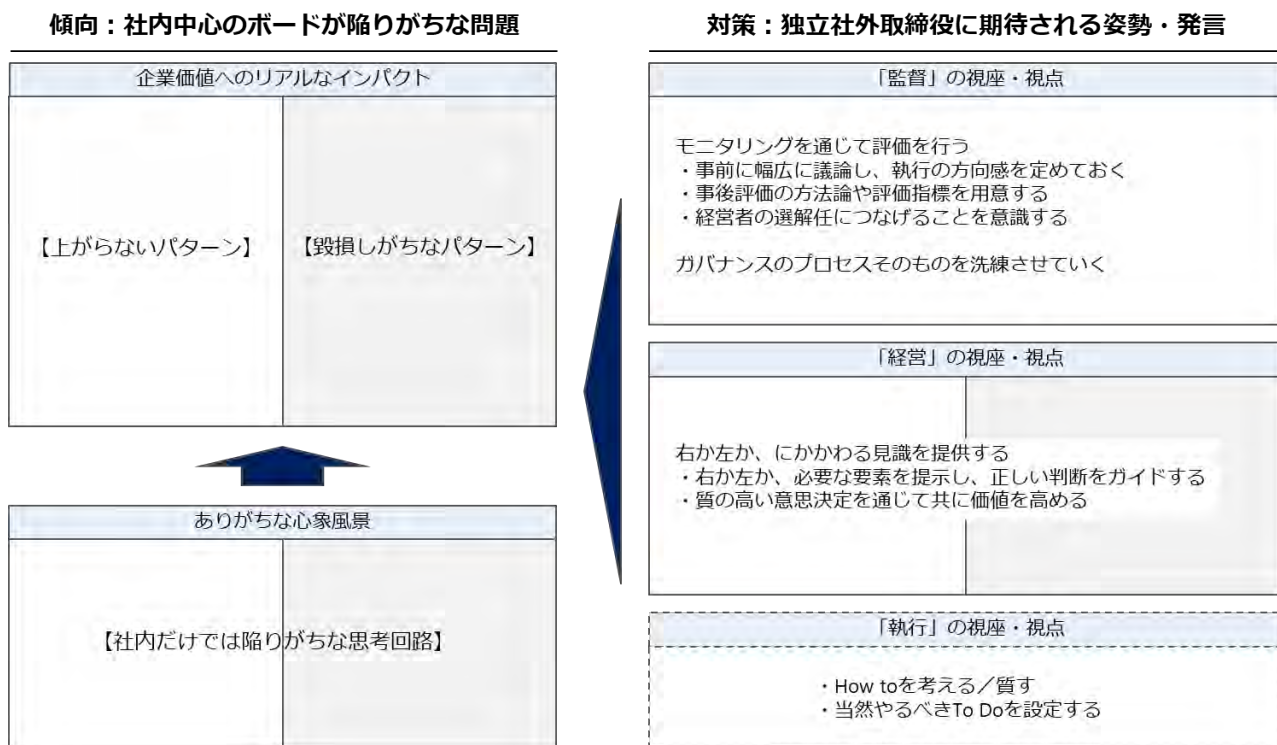 傾向：社内中心のボードが陥りがちな問題
企業価値へのリアルなインパクト
【上がらないパターン】
【毀損しがちなパターン】
ありがちな心象風景
【社内だけでは陥りがちな思考回路】
対策：独立社外取締役に期待される姿勢・発言
「監督」の視座・視点
モニタリングを通じて評価を行う
・事前に幅広に議論し、執行の方向感を定めておく
・事後評価の方法論や評価指標を用意する
・経営者の選解任につなげることを意識する
ガバナンスのプロセスそのものを洗練させていく
「経営」の視座・視点
右か左か、にかかわる見識を提供する
・右か左か、必要な要素を提示し、正しい判断をガイドする
・質の高い意思決定を通じて共に価値を高める
「執行」の視座・視点
・How toを考える／質す
・当然やるべきTo Doを設定する